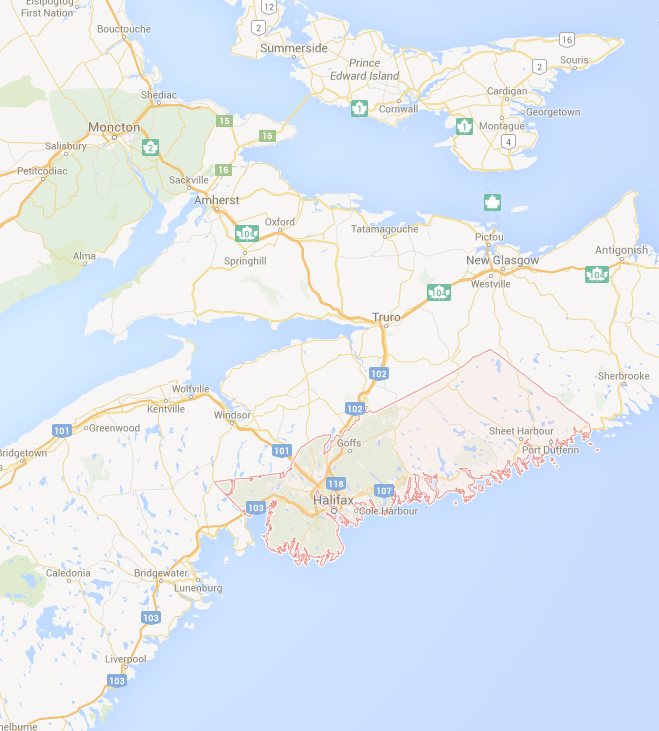 Elsipogtog
First Nation
12
2
Bouctouche
Summerside
16
Prince
Edward Island
2
Souris
Shediac
Cardigan
1
Cornwall
Georgetown
15
Moncton
16
1
Montague
2
4
Salisbury
Petitcodiac
16
Sackville
Amherst
Oxford
104
Tatamagouche
Pictou
Springhill
Antigonish
Alma
New Glasgow
104
Westville
104
Truro
102
Sherbrooke
Wolfville
102
Kentville
Windsor
101
Greenwood
Sheet Harbour
Goffs
101
Port Dufferin
Bridgetown
118
107
Halifax
103
Cole Harbour
Caledonia
Bridgewater
Lunenburg
103
Liverpool
103
helburne